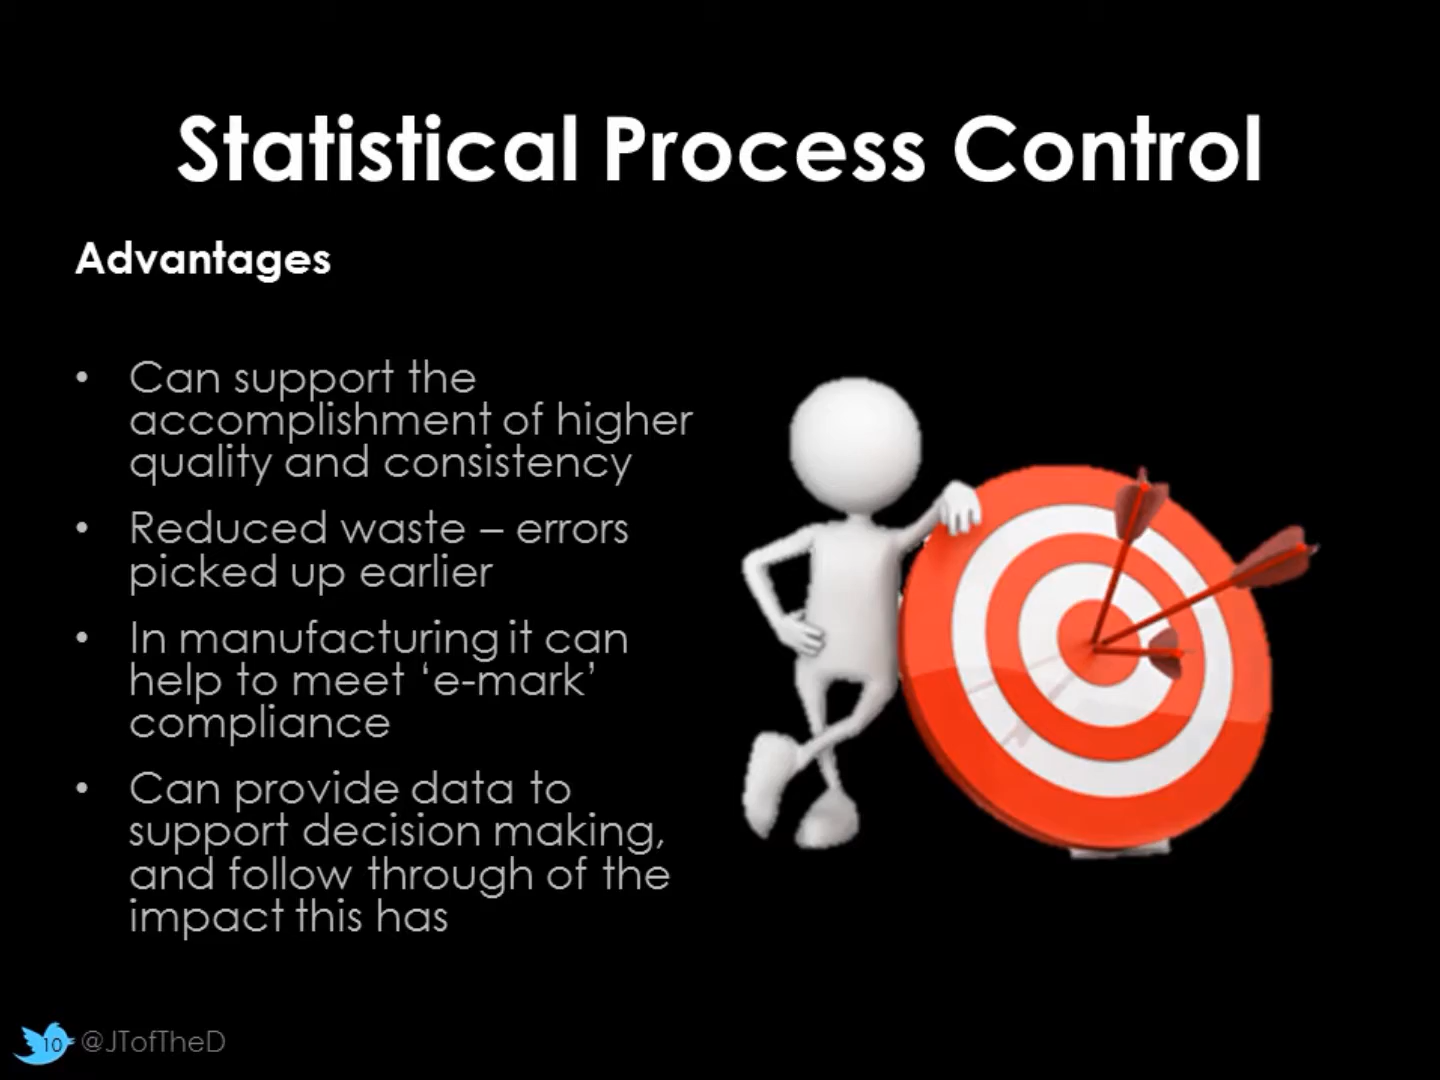 Statistical Process Control
Advantages
• Can support the
accomplishment of higher
quality and consistency
• Reduced waste – errors
picked up earlier
• In manufacturing it can
help to meet ‘e-mark’
compliance
• Can provide data to
support decision making,
and follow through of the
impact this has
10 @JTofTheD